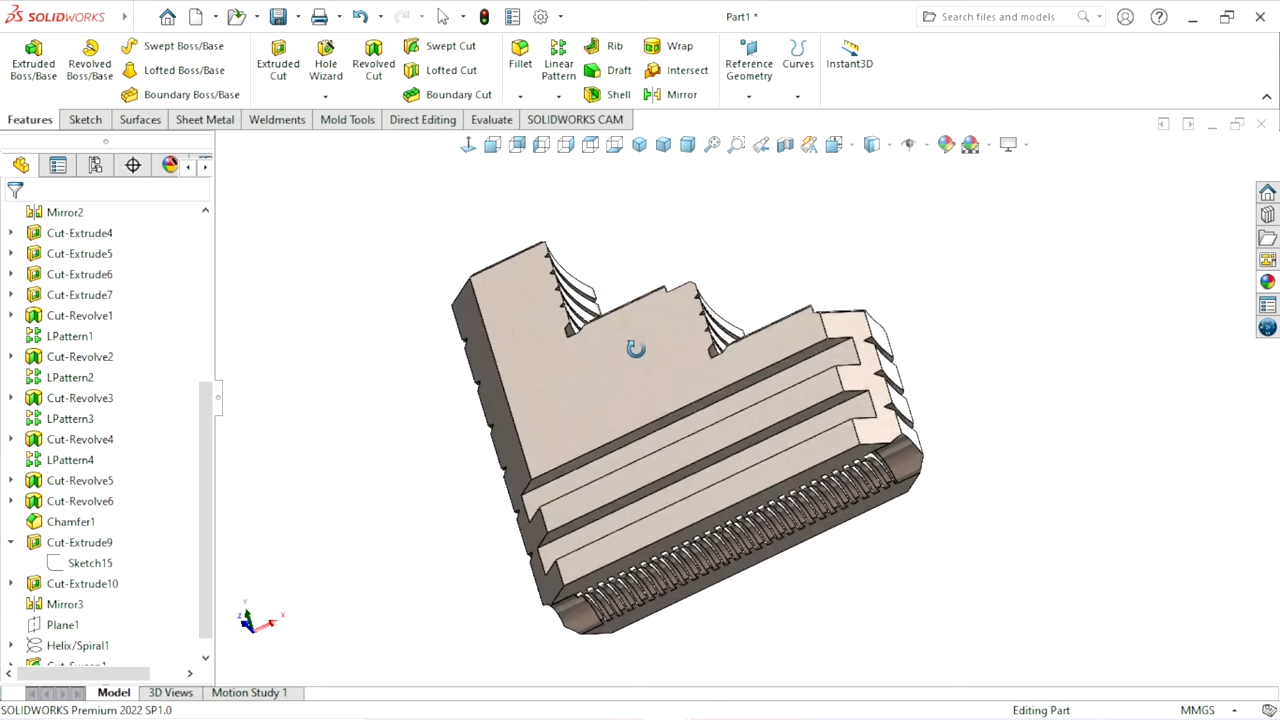 SOLIDWORKS
Part1 *
Search files and models
Extruded Boss/Base
Revolved Boss/Base
Swept Boss/Base
Lofted Boss/Base
Boundary Boss/Base
Extruded Cut
Hole Wizard
Revolved Cut
Swept Cut
Lofted Cut
Boundary Cut
Fillet
Linear Pattern
Rib
Draft
Shell
Wrap
Intersect
Mirror
Reference Geometry
Curves
Instant3D
Features
Sketch
Surfaces
Sheet Metal
Weldments
Mold Tools
Direct Editing
Evaluate
SOLIDWORKS CAM
Mirror2
Cut-Extrude4
Cut-Extrude5
Cut-Extrude6
Cut-Extrude7
Cut-Revolve1
LPattern1
Cut-Revolve2
LPattern2
Cut-Revolve3
LPattern3
Cut-Revolve4
LPattern4
Cut-Revolve5
Cut-Revolve6
Chamfer1
Cut-Extrude9
Sketch15
Cut-Extrude10
Mirror3
Plane1
Helix/Spiral1
Cut-Sweep1
Y
Z
X
Model
3D Views
Motion Study 1
SOLIDWORKS Premium 2022 SP1.0
Editing Part
MMGS